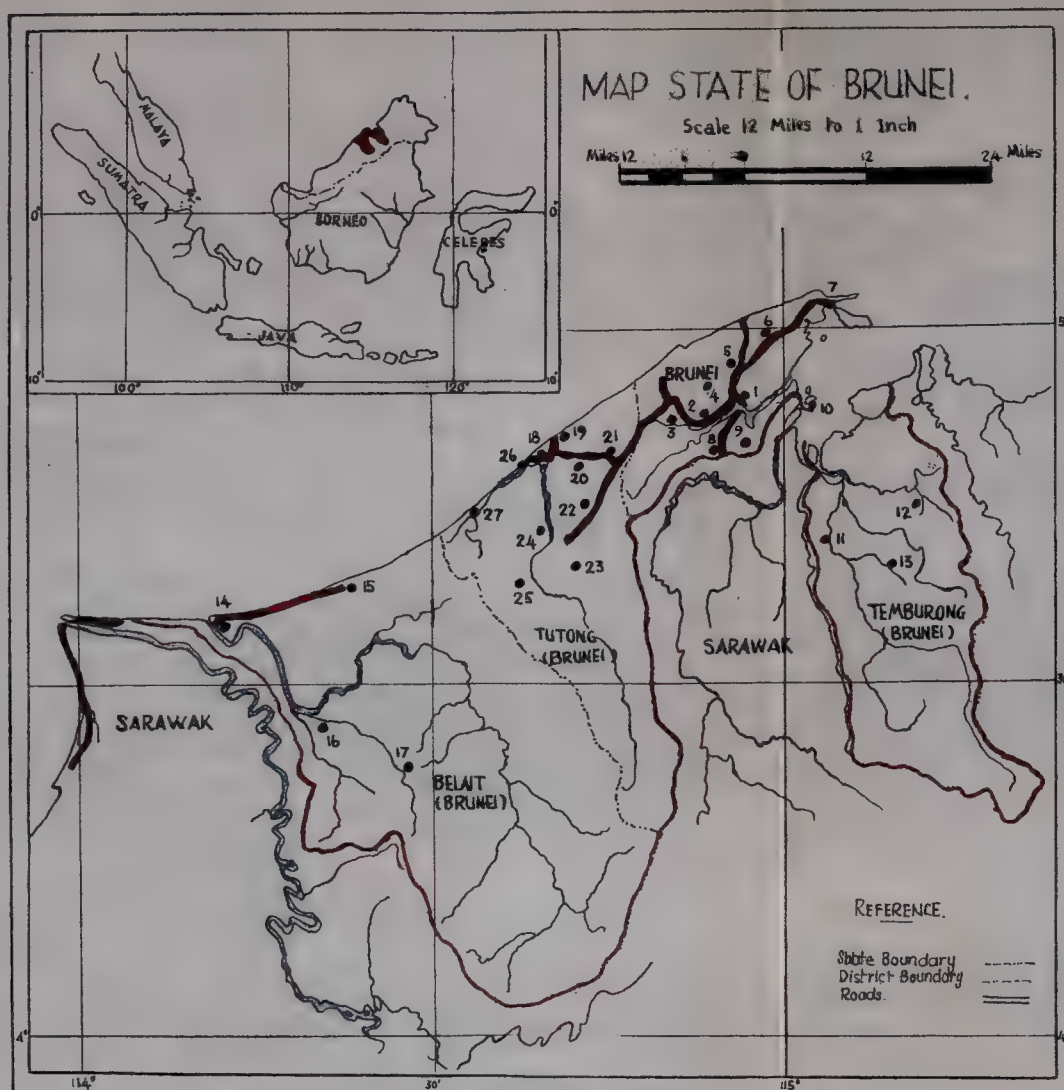 MAP STATE OF BRUNEI.
Scale 12 Miles to 1 Inch
Miles 12 12 24 Miles
MALAYA
SUMATRA
BORNEO
CELEBES
JAVA
0° 0°
10° 100° 110° 120° 10°
7
6
5
5
BRUNEI
4
1
2
3
8
9
10
18
19
26
21
20
27
22
24
23
25
11
12
13
14
15
TUTONG
(BRUNEI)
SARAWAK
TEMBURONG
(BRUNEI)
SARAWAK
16
17
BELAIT
(BRUNEI)
REFERENCE.
State Boundary
District Boundary
Roads.
4°
114° 30' 115°